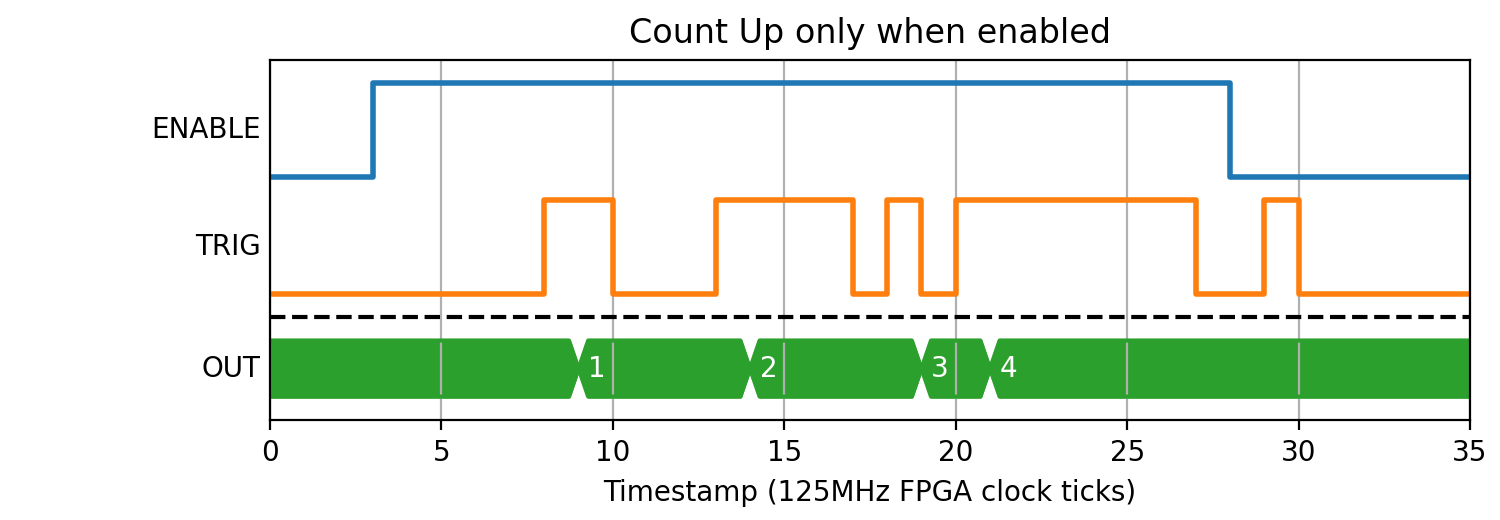 Count Up only when enabled
ENABLE
TRIG
OUT 1 2 3 4
0 5 10 15 20 25 30 35
Timestamp (125MHz FPGA clock ticks)